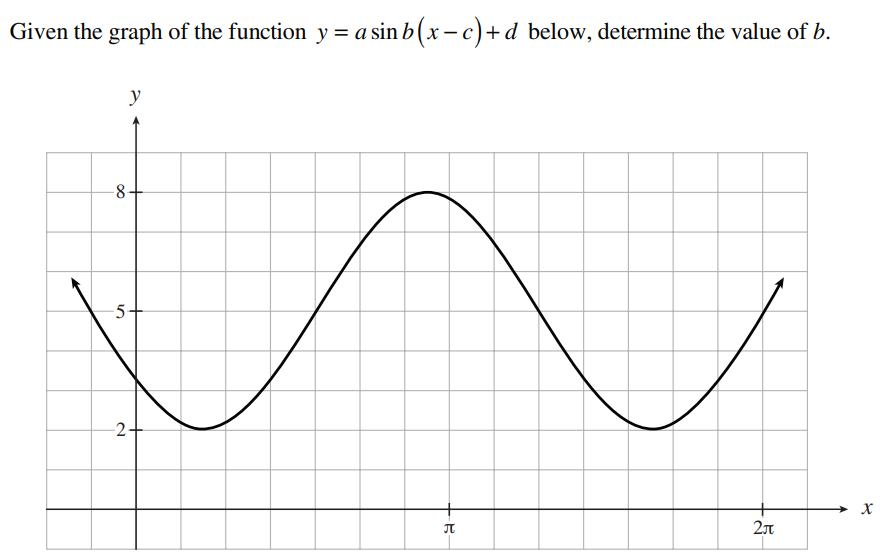 Given the graph of the function y = a sin b(x − c) + d below, determine the value of b.
y
8
5
2
x
π
2π